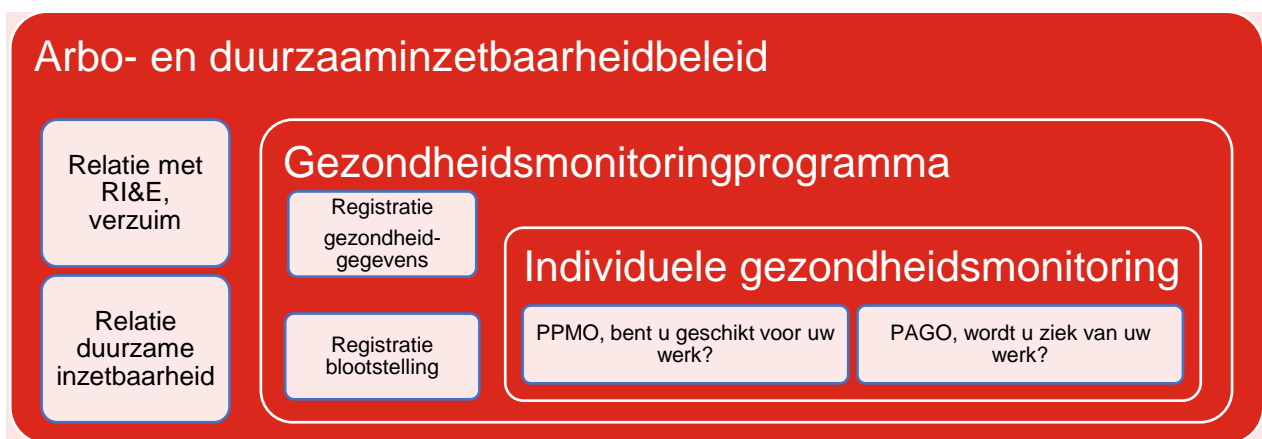 Arbo- en duurzaaminzetbaarheidbeleid
Relatie met
RI&E,
verzuim
Relatie
duurzame
inzetbaarheid
Gezondheidsmonitoringprogramma
Registratie
gezondheid-
gegevens
Registratie
blootstelling
Individuele gezondheidsmonitoring
PPMO, bent u geschikt voor uw
werk?
PAGO, wordt u ziek van uw
werk?